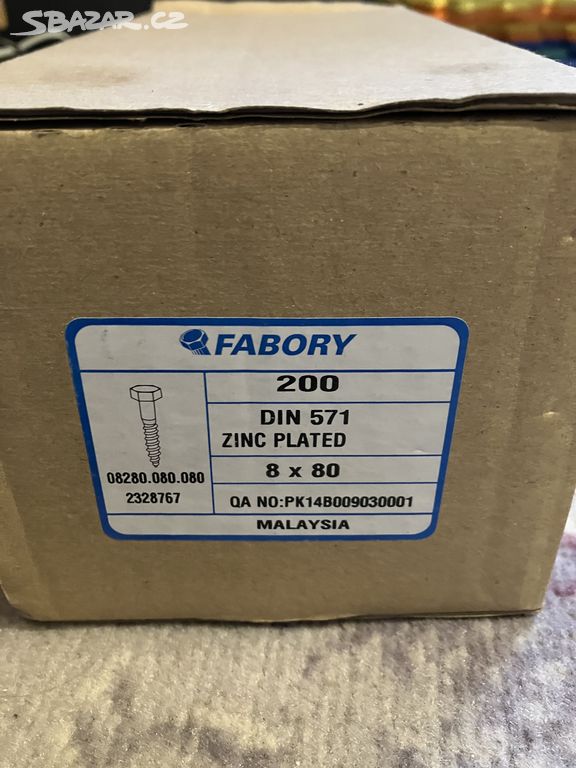 SBAZAR.CZ
FABORY
200
DIN 571
ZINC PLATED
8 x 80
08280.080.080
2328767
QA NO:PK14B009030001
MALAYSIA